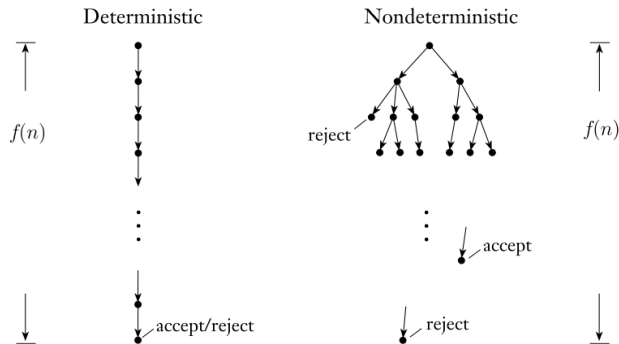 Deterministic
Nondeterministic
f(n)
reject
f(n)
accept
accept/reject
reject